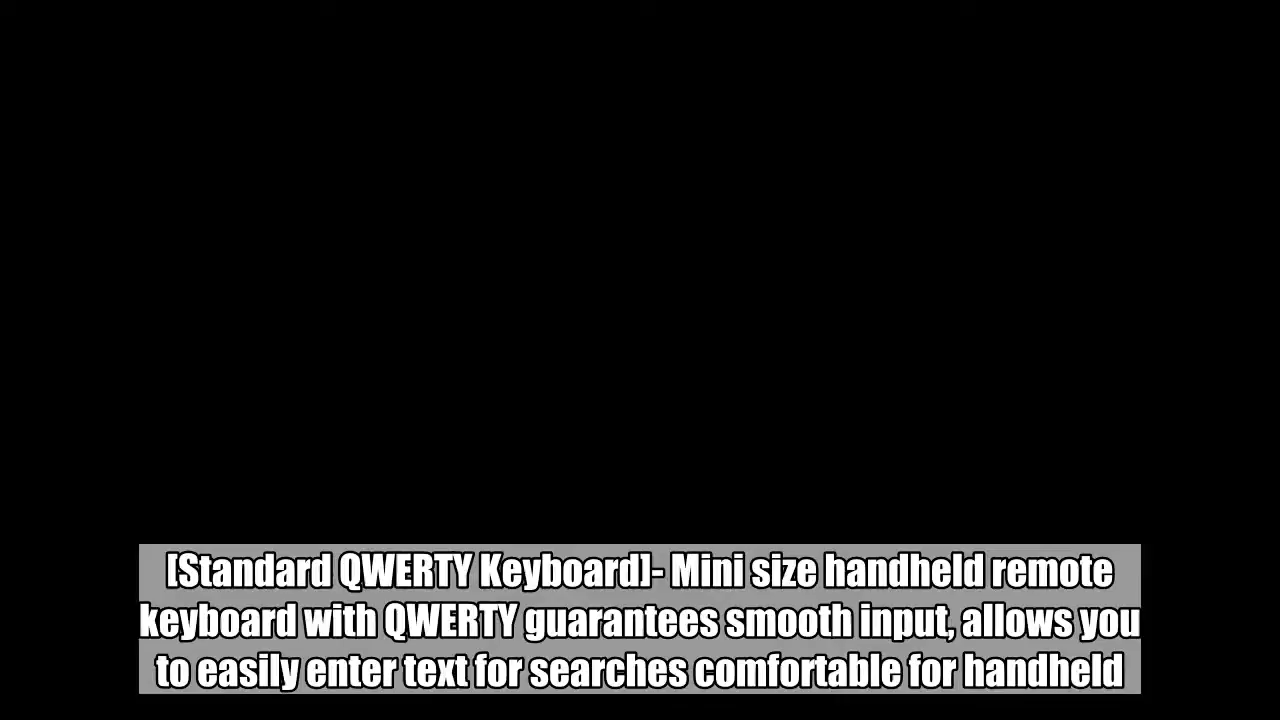 [Standard QWERTY Keyboard]- Mini size handheld remote
keyboard with QWERTY guarantees smooth input, allows you
to easily enter text for searches comfortable for handheld